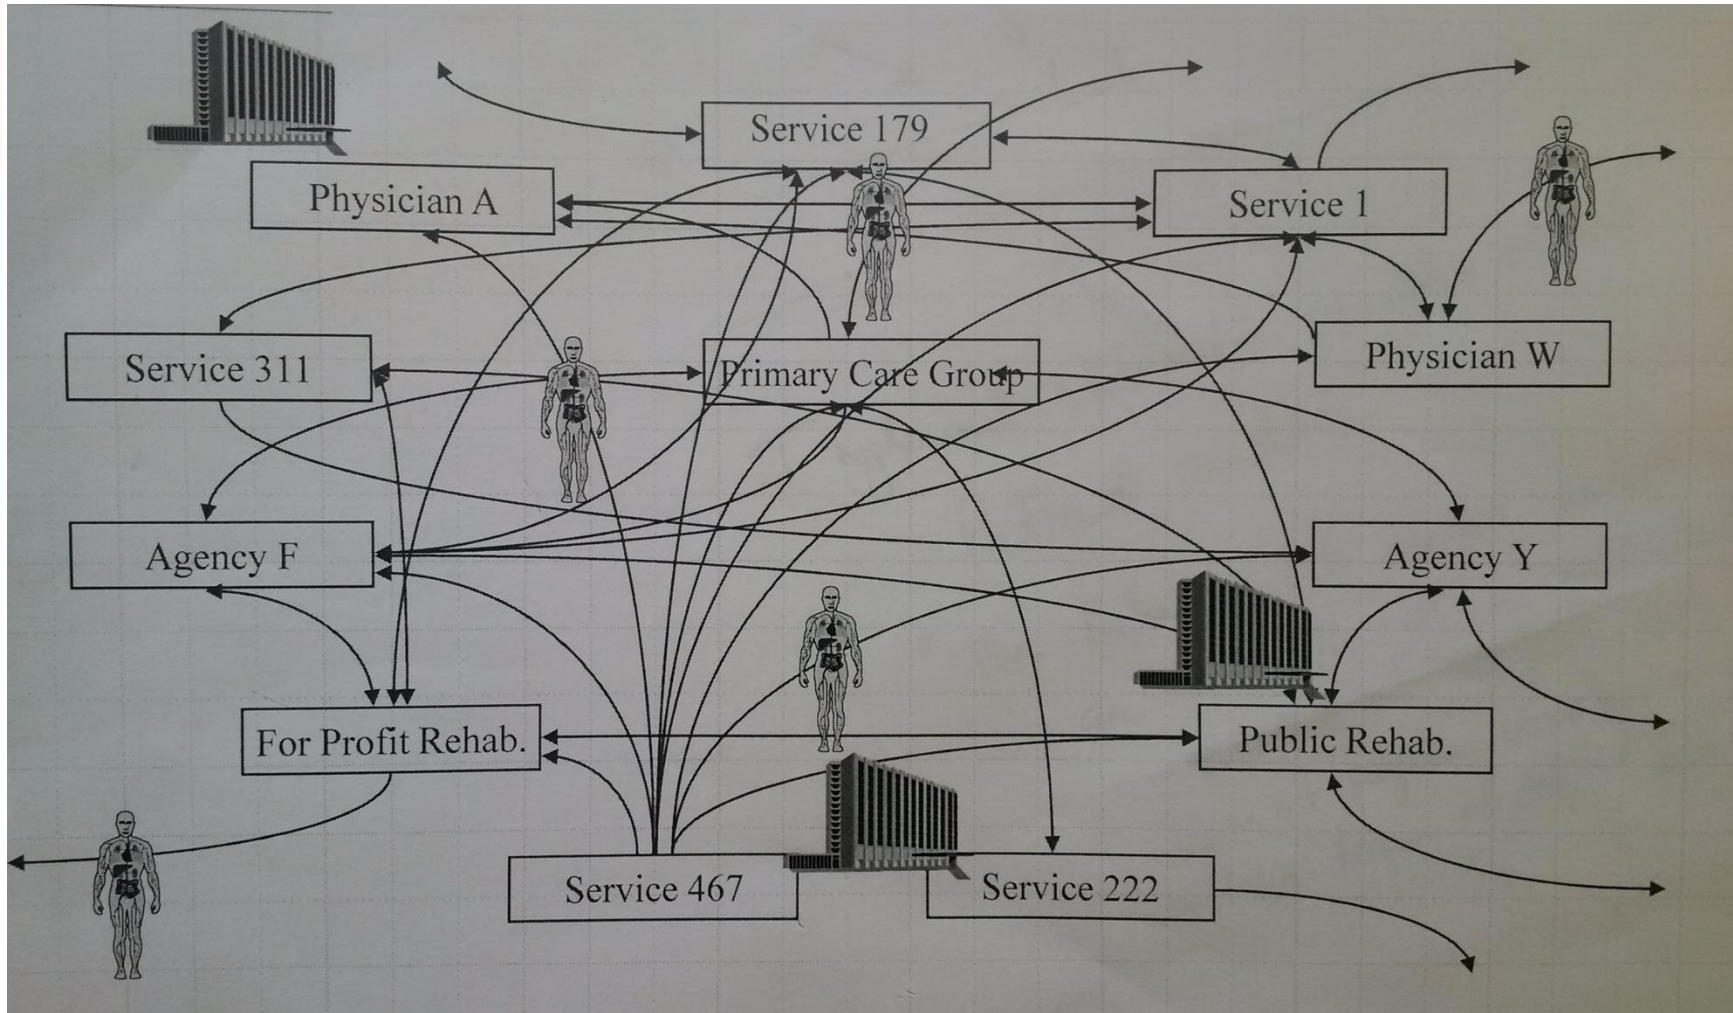 Service 179
Physician A
Service 1
Service 311
Primary Care Group
Physician W
Agency F
Agency Y
For Profit Rehab.
Public Rehab.
Service 467
Service 222